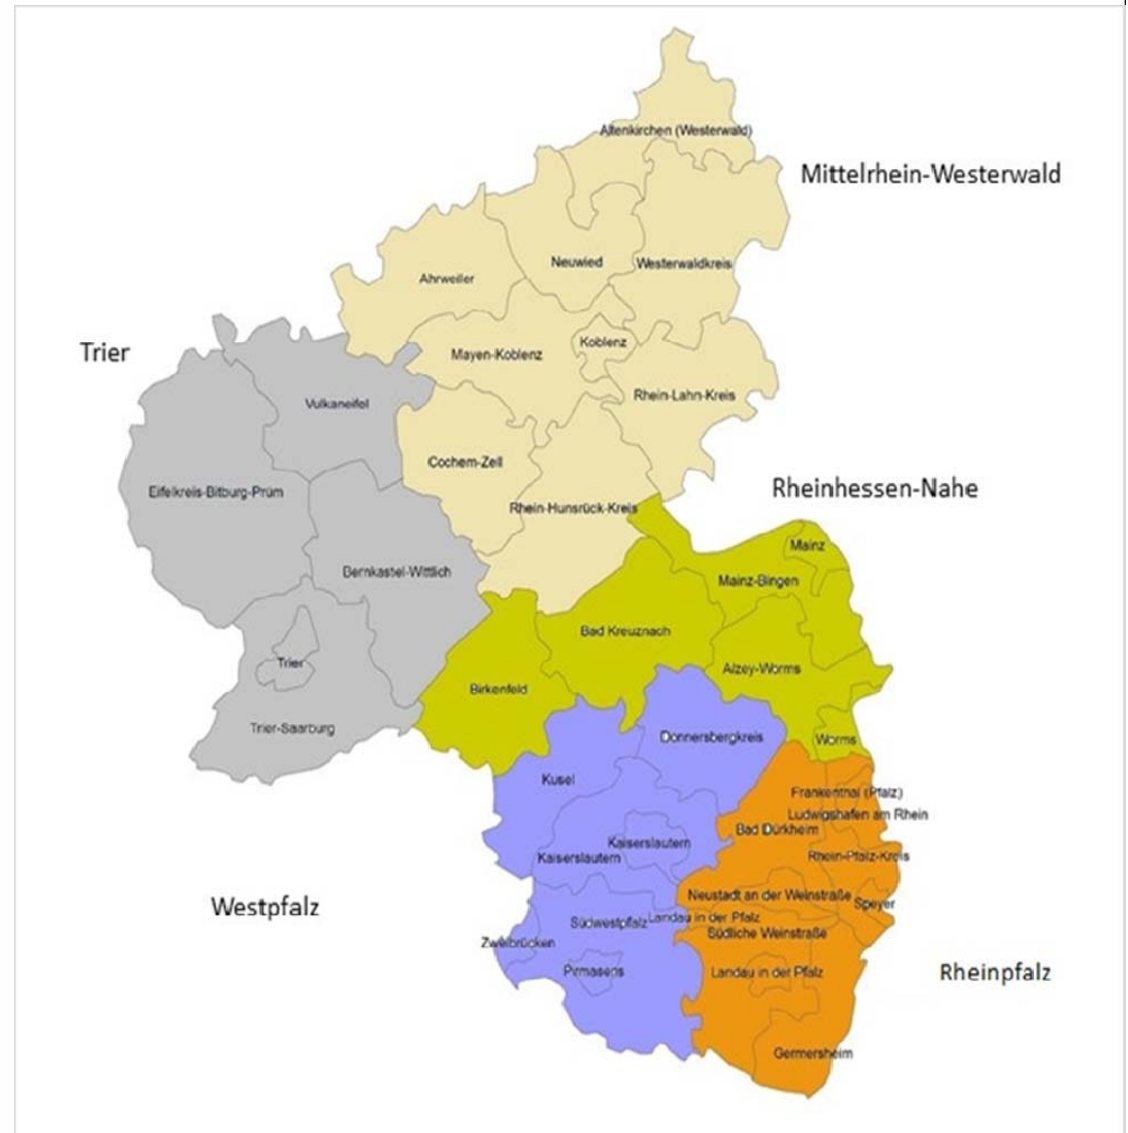 Altenkirchen (Westerwald)
Mittelrhein-Westerwald
Neuwied
Westerwaldkreis
Ahrweiler
Koblenz
Trier
Mayen-Koblenz
Rhein-Lahn-Kreis
Vulkaneifel
Cochem-Zell
Rheinhessen-Nahe
Eifelkreis-Bitburg-Prüm
Rhein-Hunsrück-Kreis
Mainz
Bernkastel-Wittlich
Mainz-Bingen
Bad Kreuznach
Trier
Alzey-Worms
Birkenfeld
Trier-Saarburg
Donnersbergkreis
Worms
Kusel
Frankenthal (Pfalz)
Ludwigshafen am Rhein
Bad Dürkheim
Kaiserslautern
Kaiserslautern
Rhein-Pfalz-Kreis
Neustadt an der Weinstraße
Speyer
Westpfalz
Südwestpfalz
Landau in der Pfalz
Südliche Weinstraße
Zweibrücken
Pirmasens
Landau in der Pfalz
Rheinpfalz
Germersheim